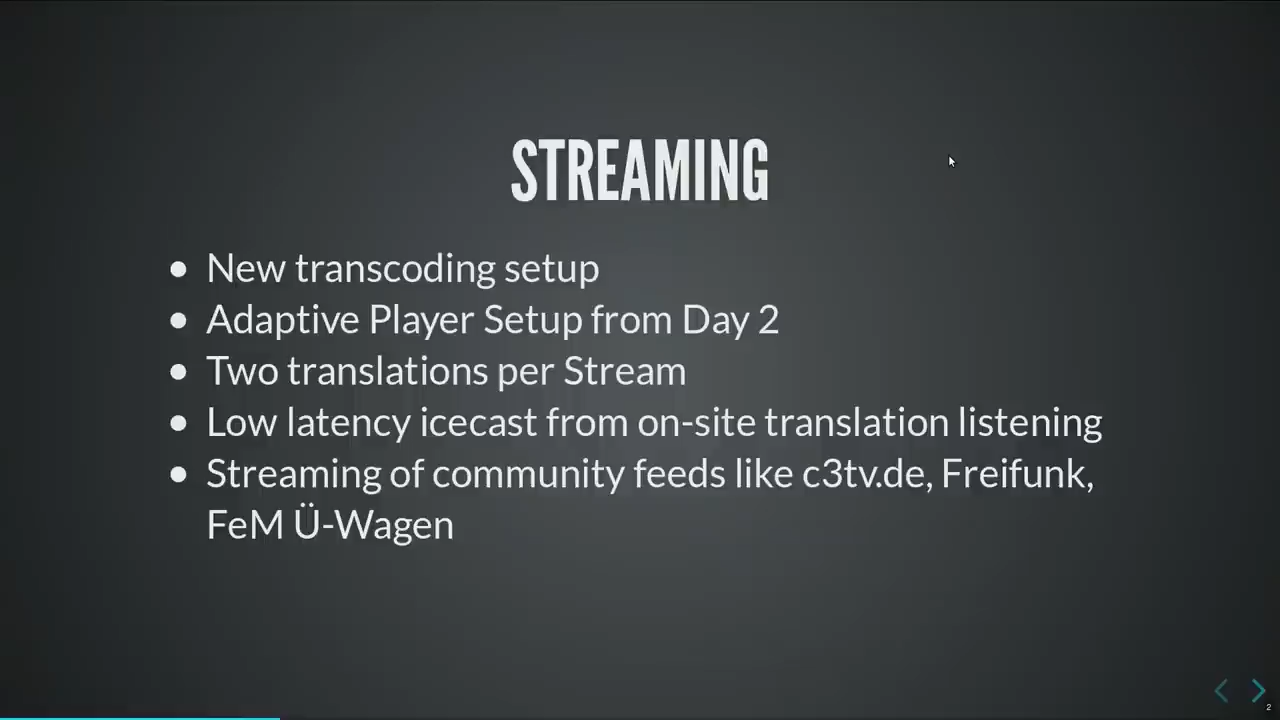 STREAMING
New transcoding setup
Adaptive Player Setup from Day 2
Two translations per Stream
Low latency icecast from on-site translation listening
Streaming of community feeds like c3tv.de, Freifunk,
FeM Ü-Wagen
2